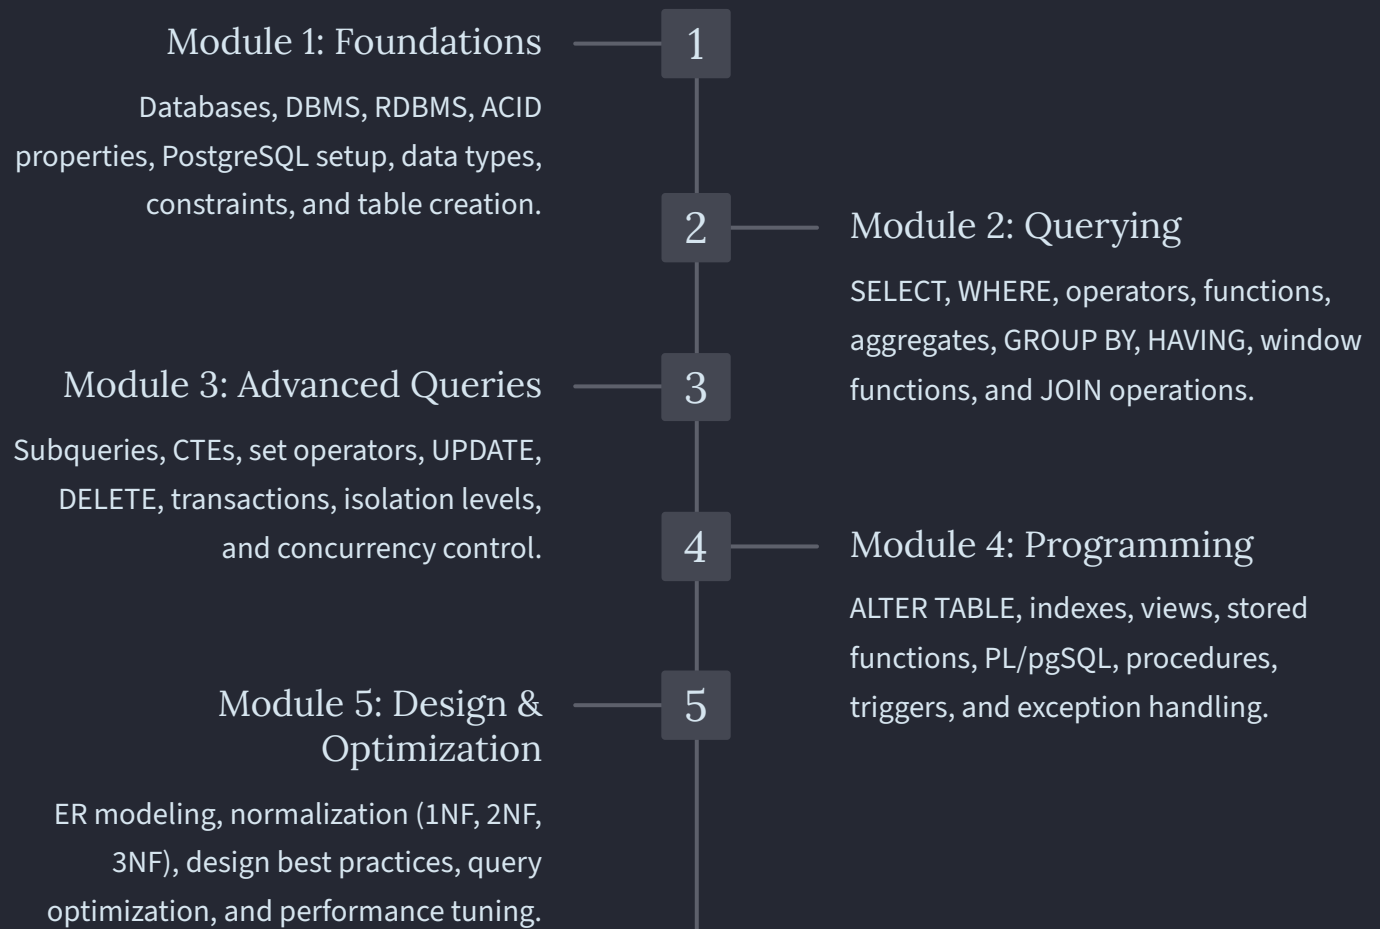 Module 1: Foundations
1
Databases, DBMS, RDBMS, ACID
properties, PostgreSQL setup, data types,
constraints, and table creation.
2
Module 2: Querying
SELECT, WHERE, operators, functions,
aggregates, GROUP BY, HAVING, window
functions, and JOIN operations.
Module 3: Advanced Queries
3
Subqueries, CTEs, set operators, UPDATE,
DELETE, transactions, isolation levels,
and concurrency control.
4
Module 4: Programming
ALTER TABLE, indexes, views, stored
functions, PL/pgSQL, procedures,
triggers, and exception handling.
Module 5: Design &
Optimization
5
ER modeling, normalization (1NF, 2NF,
3NF), design best practices, query
optimization, and performance tuning.